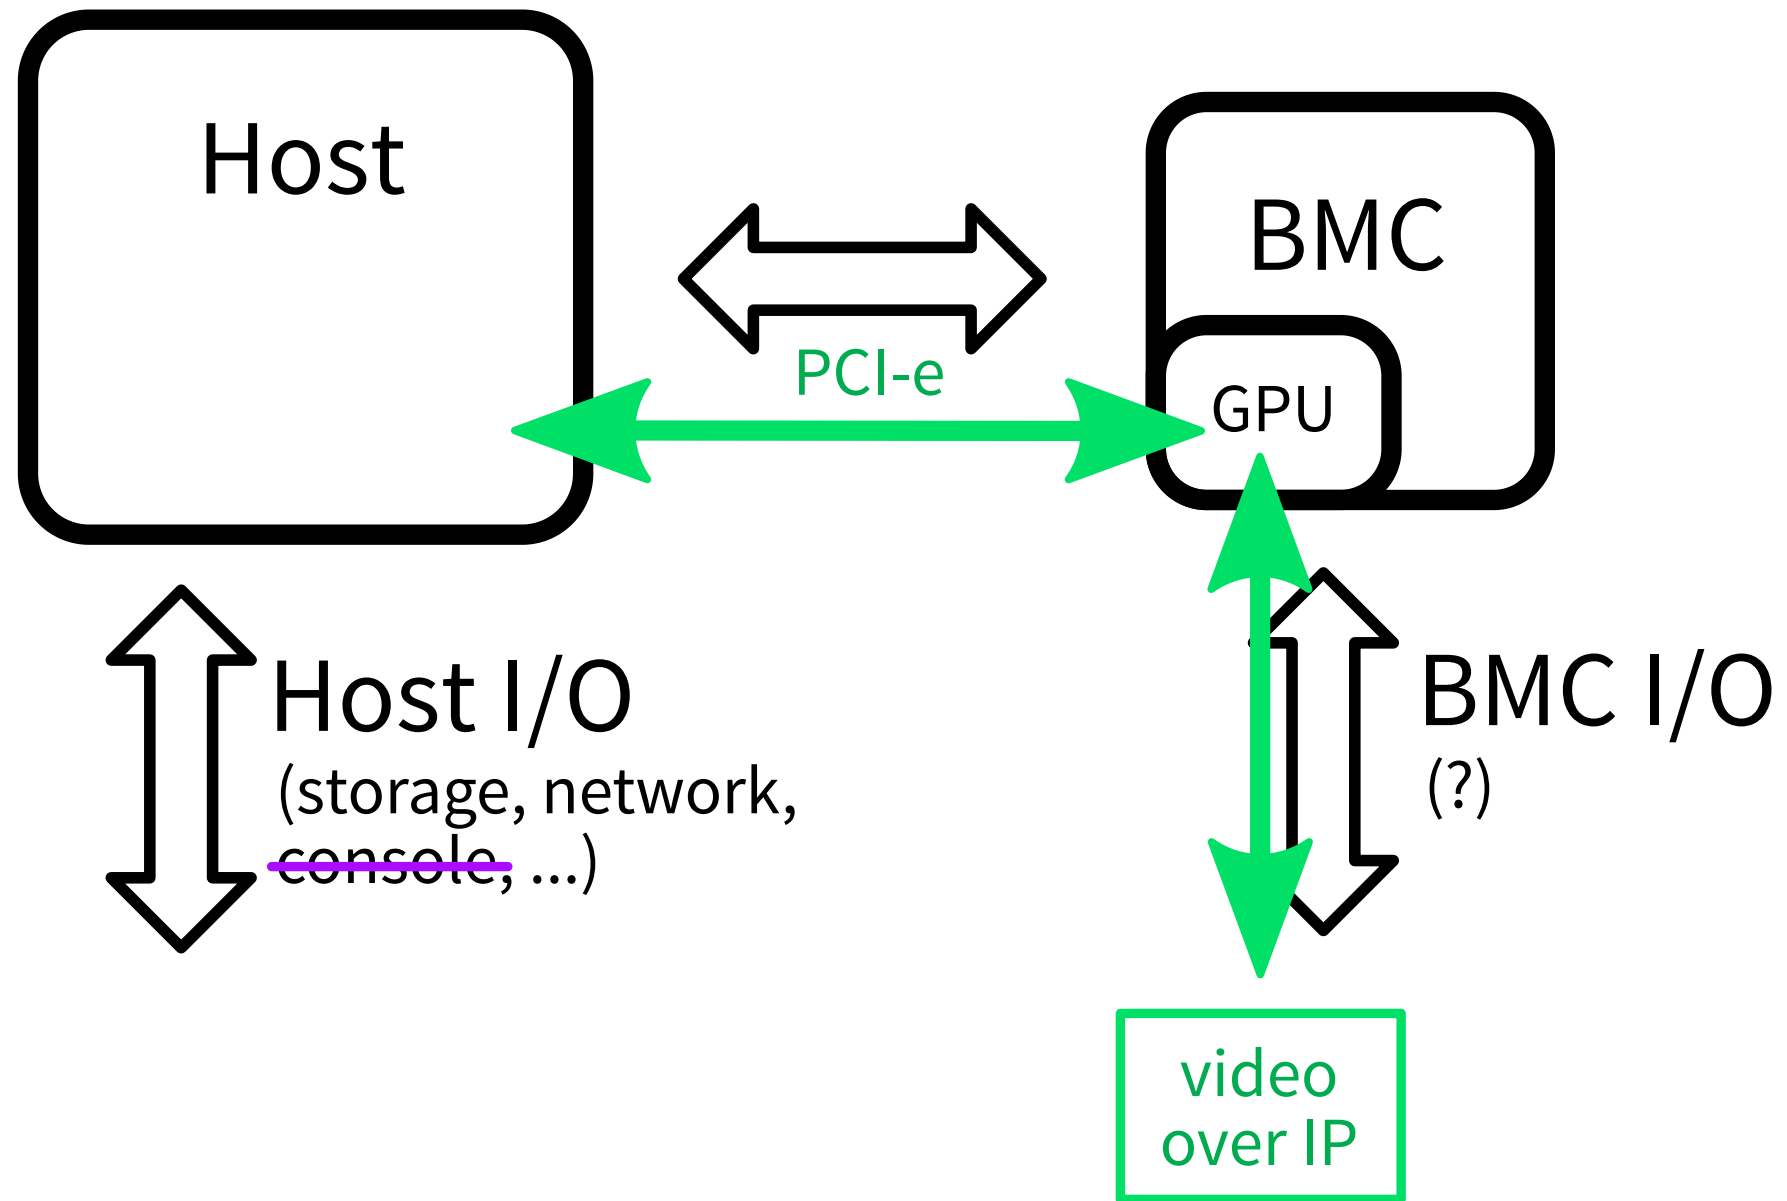 Host
BMC
PCI-e
GPU
Host I/O
(storage, network,
console, ...)
BMC I/O
(?)
video
over IP